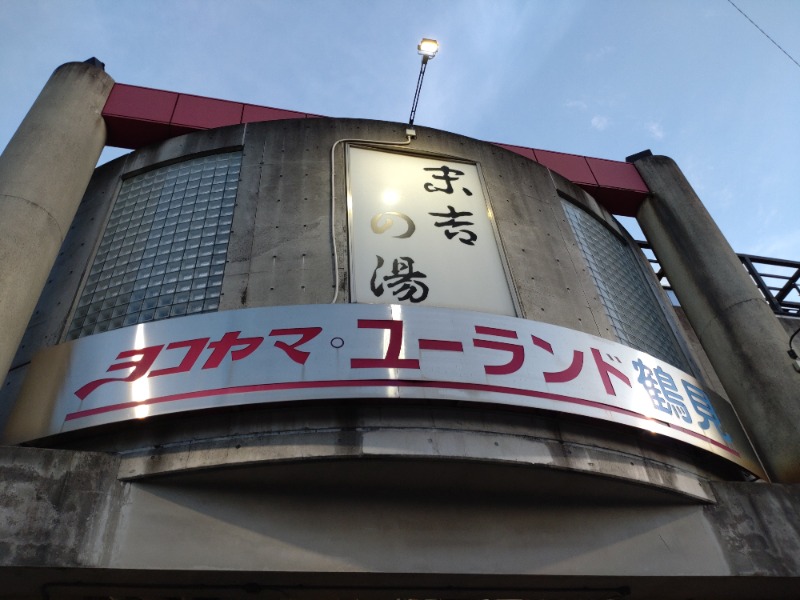 末吉
の湯
ヨコヤマ・ユーランド鶴見